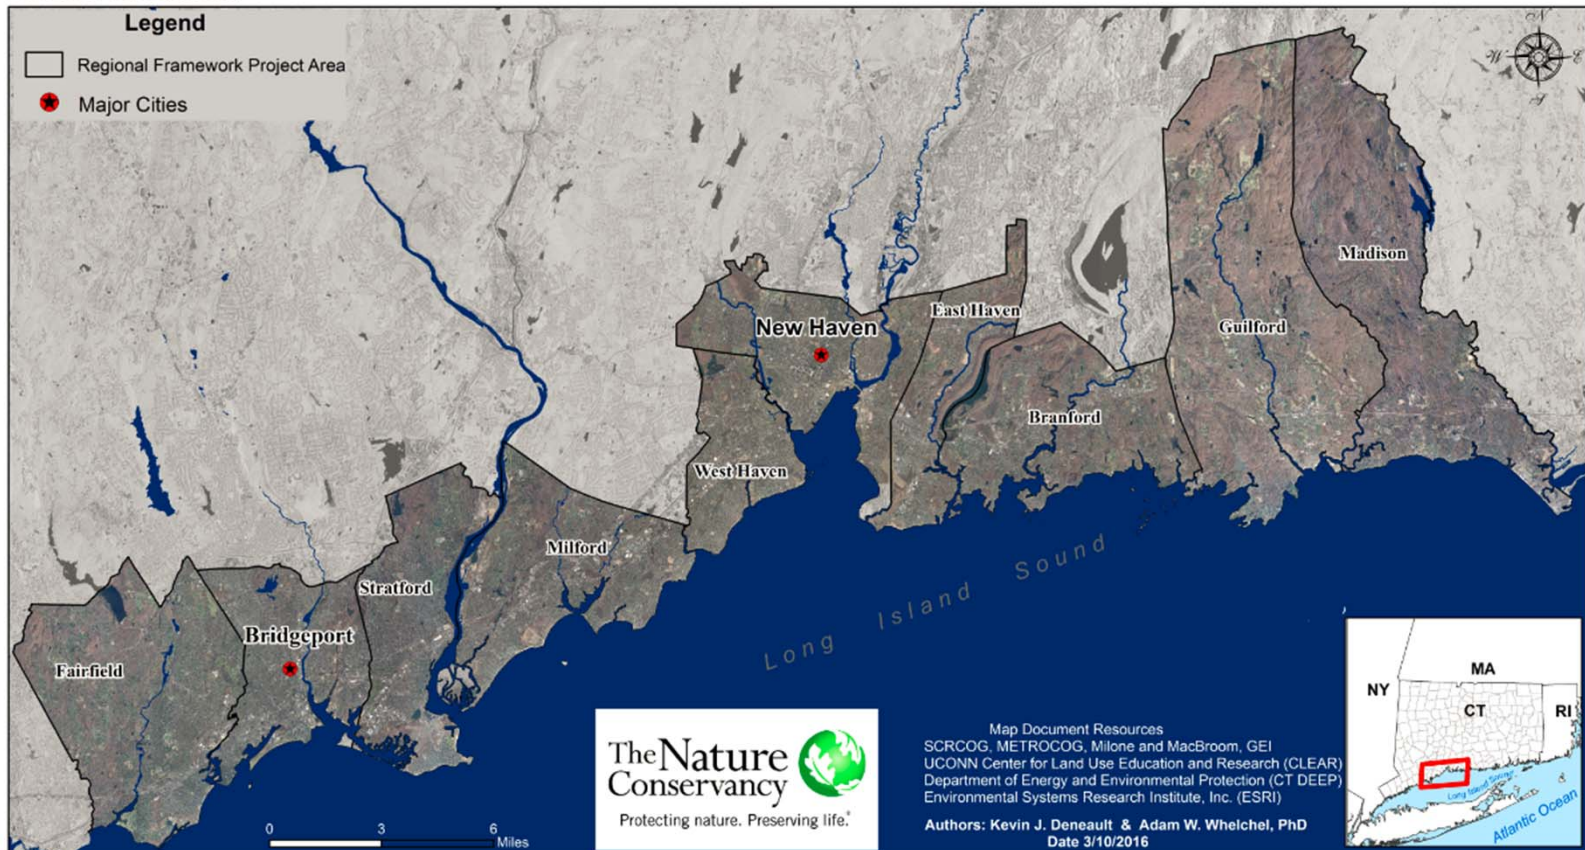 Legend
Regional Framework Project Area
Major Cities
N
W
E
S
Madison
East Haven
New Haven
Guilford
Branford
West Haven
Milford
Stratford
Bridgeport
Fairfield
Long Island Sound
NY
MA
CT
RI
Long Island Sound
Atlantic Ocean
The Nature
Conservancy
Protecting nature. Preserving life.®
Map Document Resources
SCRCOG, METROCOG, Milone and MacBroom, GEI
UCONN Center for Land Use Education and Research (CLEAR)
Department of Energy and Environmental Protection (CT DEEP)
Environmental Systems Research Institute, Inc. (ESRI)
Authors: Kevin J. Deneault & Adam W. Whelchel, PhD
Date 3/10/2016
0 3 6
Miles